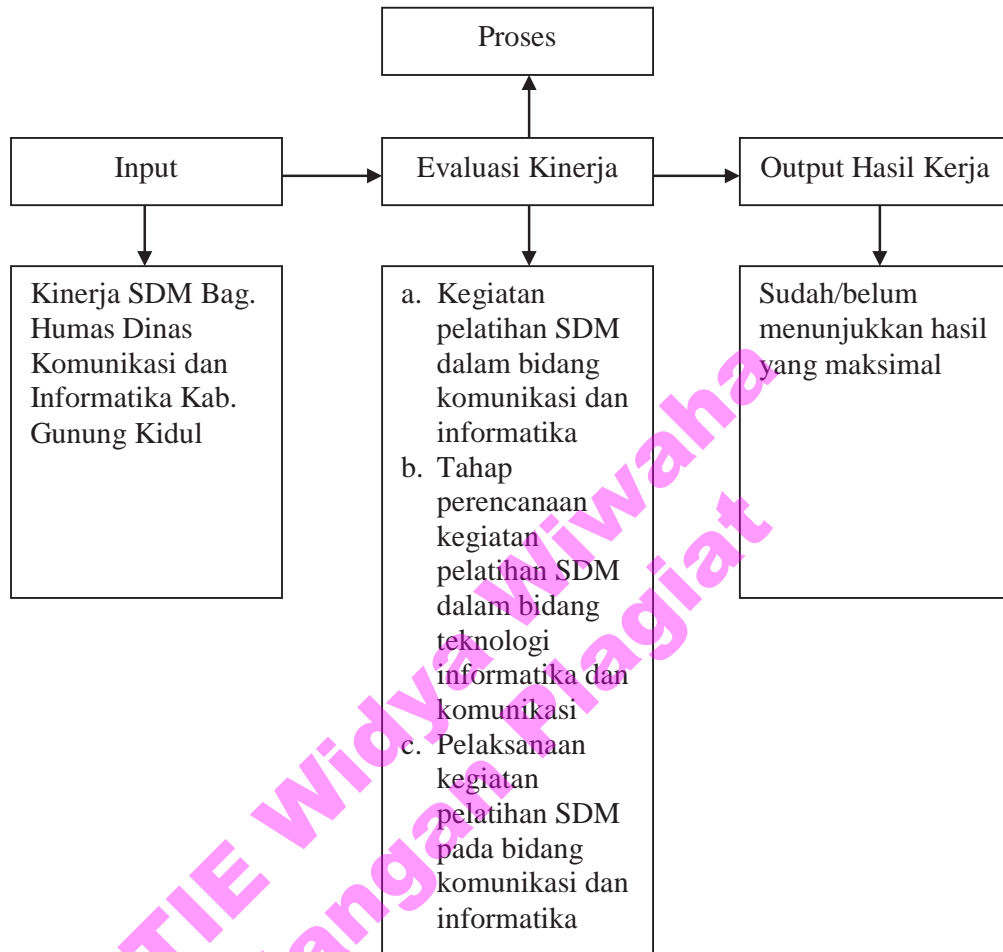 Proses
Input
Evaluasi Kinerja
Output Hasil Kerja
Kinerja SDM Bag.
Humas Dinas
Komunikasi dan
Informatika Kab.
Gunung Kidul
a. Kegiatan
pelatihan SDM
dalam bidang
komunikasi dan
informatika
b. Tahap
perencanaan
kegiatan
pelatihan SDM
dalam bidang
teknologi
informatika dan
komunikasi
c. Pelaksanaan
kegiatan
pelatihan SDM
pada bidang
komunikasi dan
informatika
Sudah/belum
menunjukkan hasil
yang maksimal
Widya Wiwaha
Plagiat